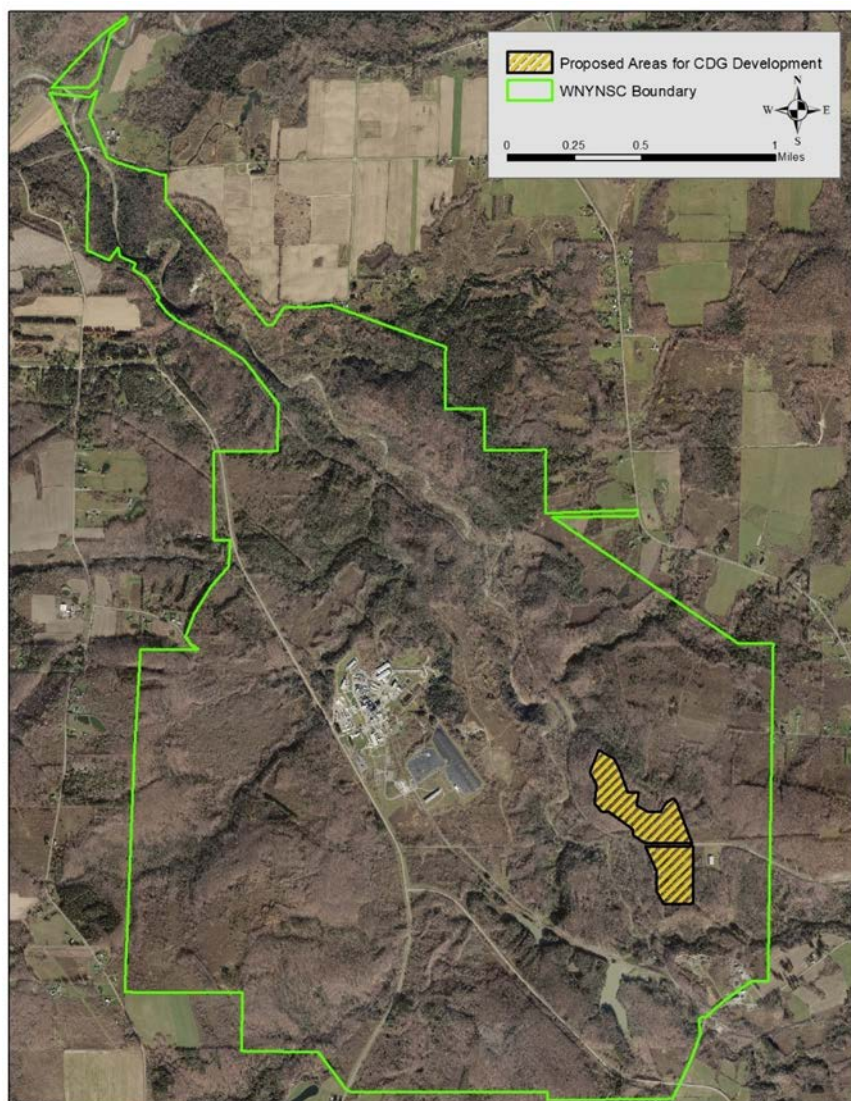 Proposed Areas for CDG Development
WNYNSC Boundary
N
W E
S
0 0.25 0.5 1
Miles